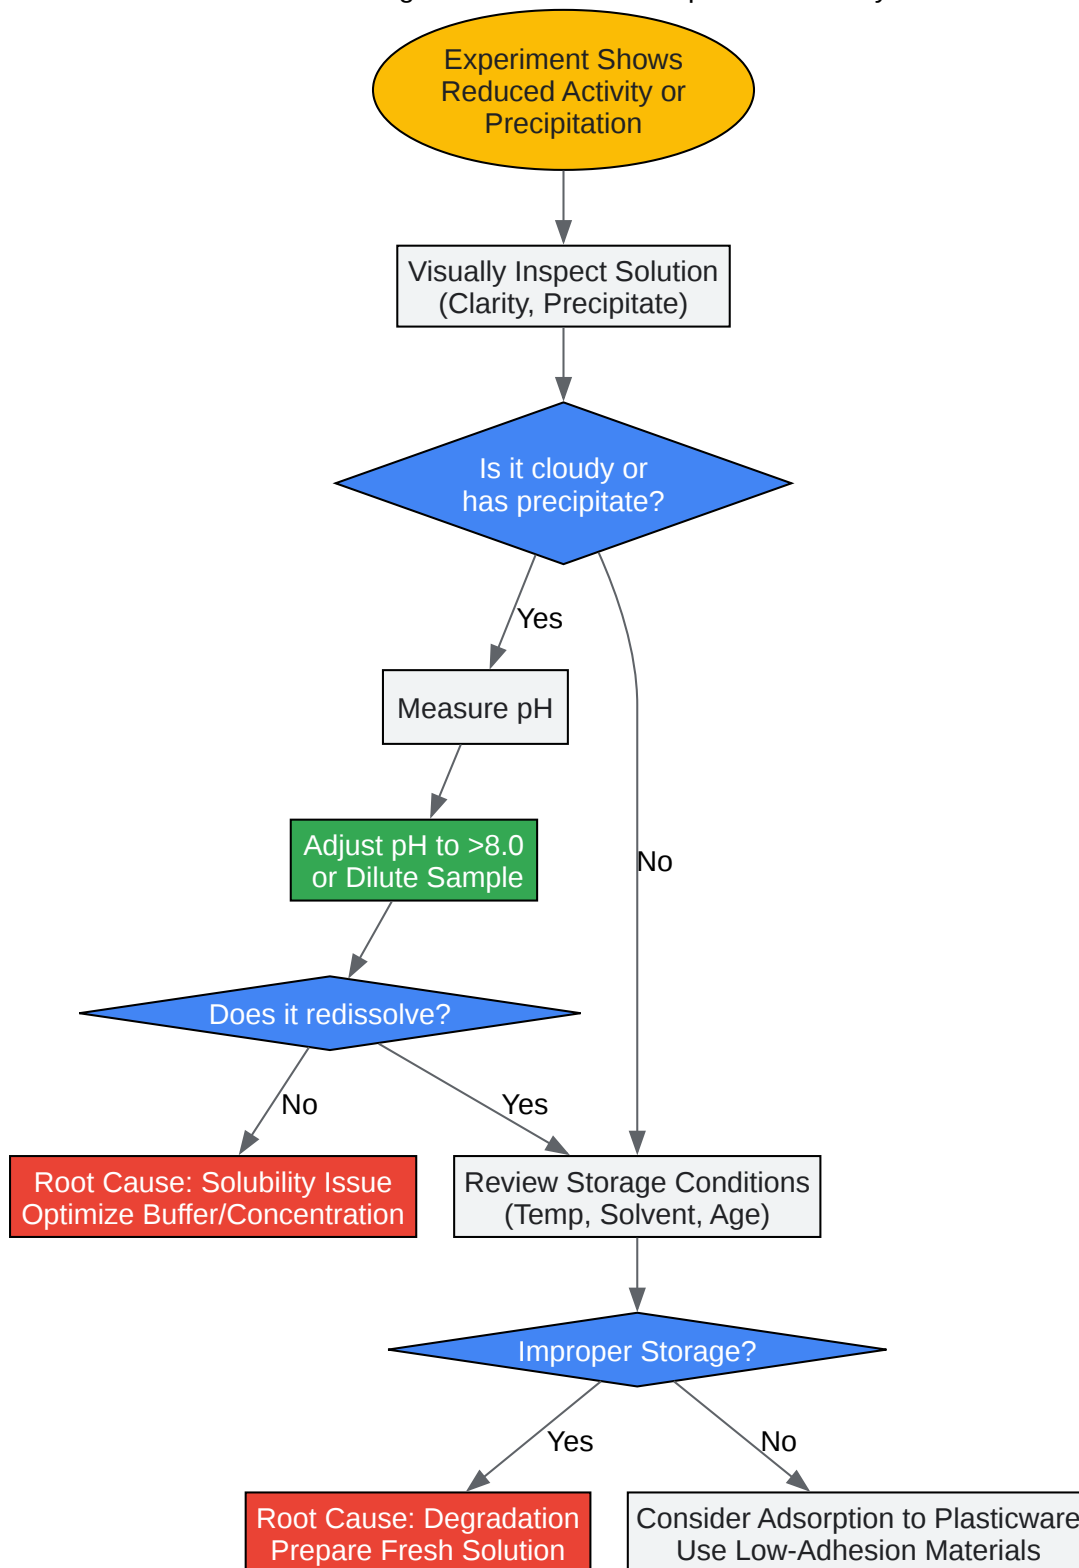 Experiment Shows
Reduced Activity or
Precipitation
Visually Inspect Solution
(Clarity, Precipitate)
Is it cloudy or
has precipitate?
Yes
Measure pH
Adjust pH to >8.0
or Dilute Sample
No
Does it redissolve?
No
Yes
Root Cause: Solubility Issue
Optimize Buffer/Concentration
Review Storage Conditions
(Temp, Solvent, Age)
Improper Storage?
Yes
No
Root Cause: Degradation
Prepare Fresh Solution
Consider Adsorption to Plasticware
Use Low-Adhesion Materials